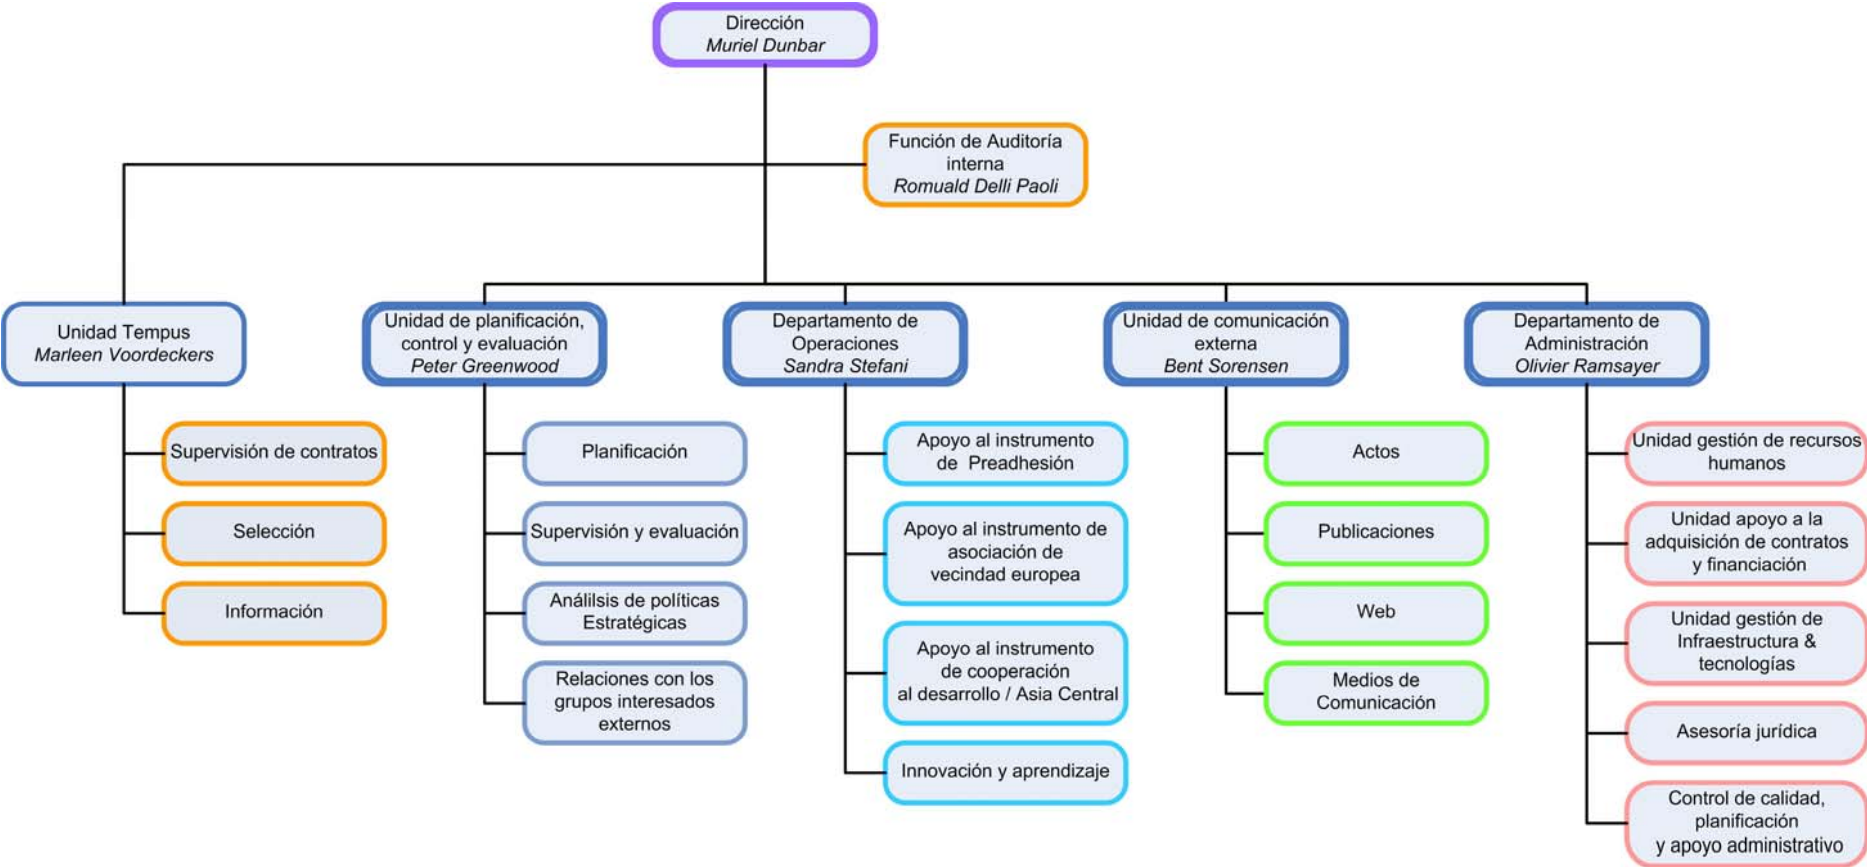 Dirección
Muriel Dunbar
Función de Auditoría
interna
Romuald Delli Paoli
Unidad Tempus
Marleen Voordeckers
Supervisión de contratos
Selección
Información
Unidad de planificación,
control y evaluación
Peter Greenwood
Planificación
Supervisión y evaluación
Análilsis de políticas
Estratégicas
Relaciones con los
grupos interesados
externos
Departamento de
Operaciones
Sandra Stefani
Apoyo al instrumento
de Preadhesión
Apoyo al instrumento de
asociación de
vecindad europea
Apoyo al instrumento
de cooperación
al desarrollo / Asia Central
Innovación y aprendizaje
Unidad de comunicación
externa
Bent Sorensen
Actos
Publicaciones
Web
Medios de
Comunicación
Departamento de
Administración
Olivier Ramsayer
Unidad gestión de recursos
humanos
Unidad apoyo a la
adquisición de contratos
y financiación
Unidad gestión de
Infraestructura &
tecnologías
Asesoría jurídica
Control de calidad,
planificación
y apoyo administrativo